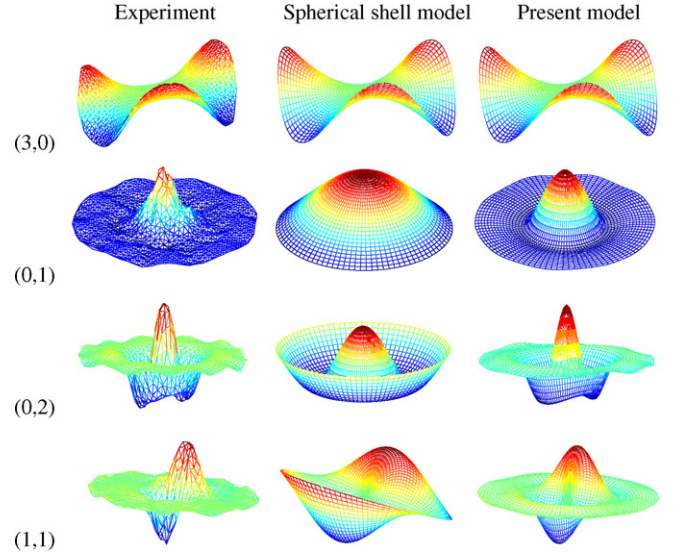 Experiment Spherical shell model Present model
(3,0)
(0,1)
(0,2)
(1,1)